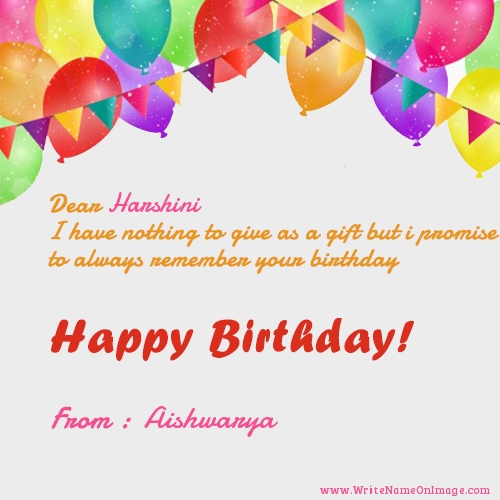 Dear Harshini
I have nothing to give as a gift but i promise
to always remember your birthday
Happy Birthday!
From : Aishwarya
www.WriteNameOnImage.com